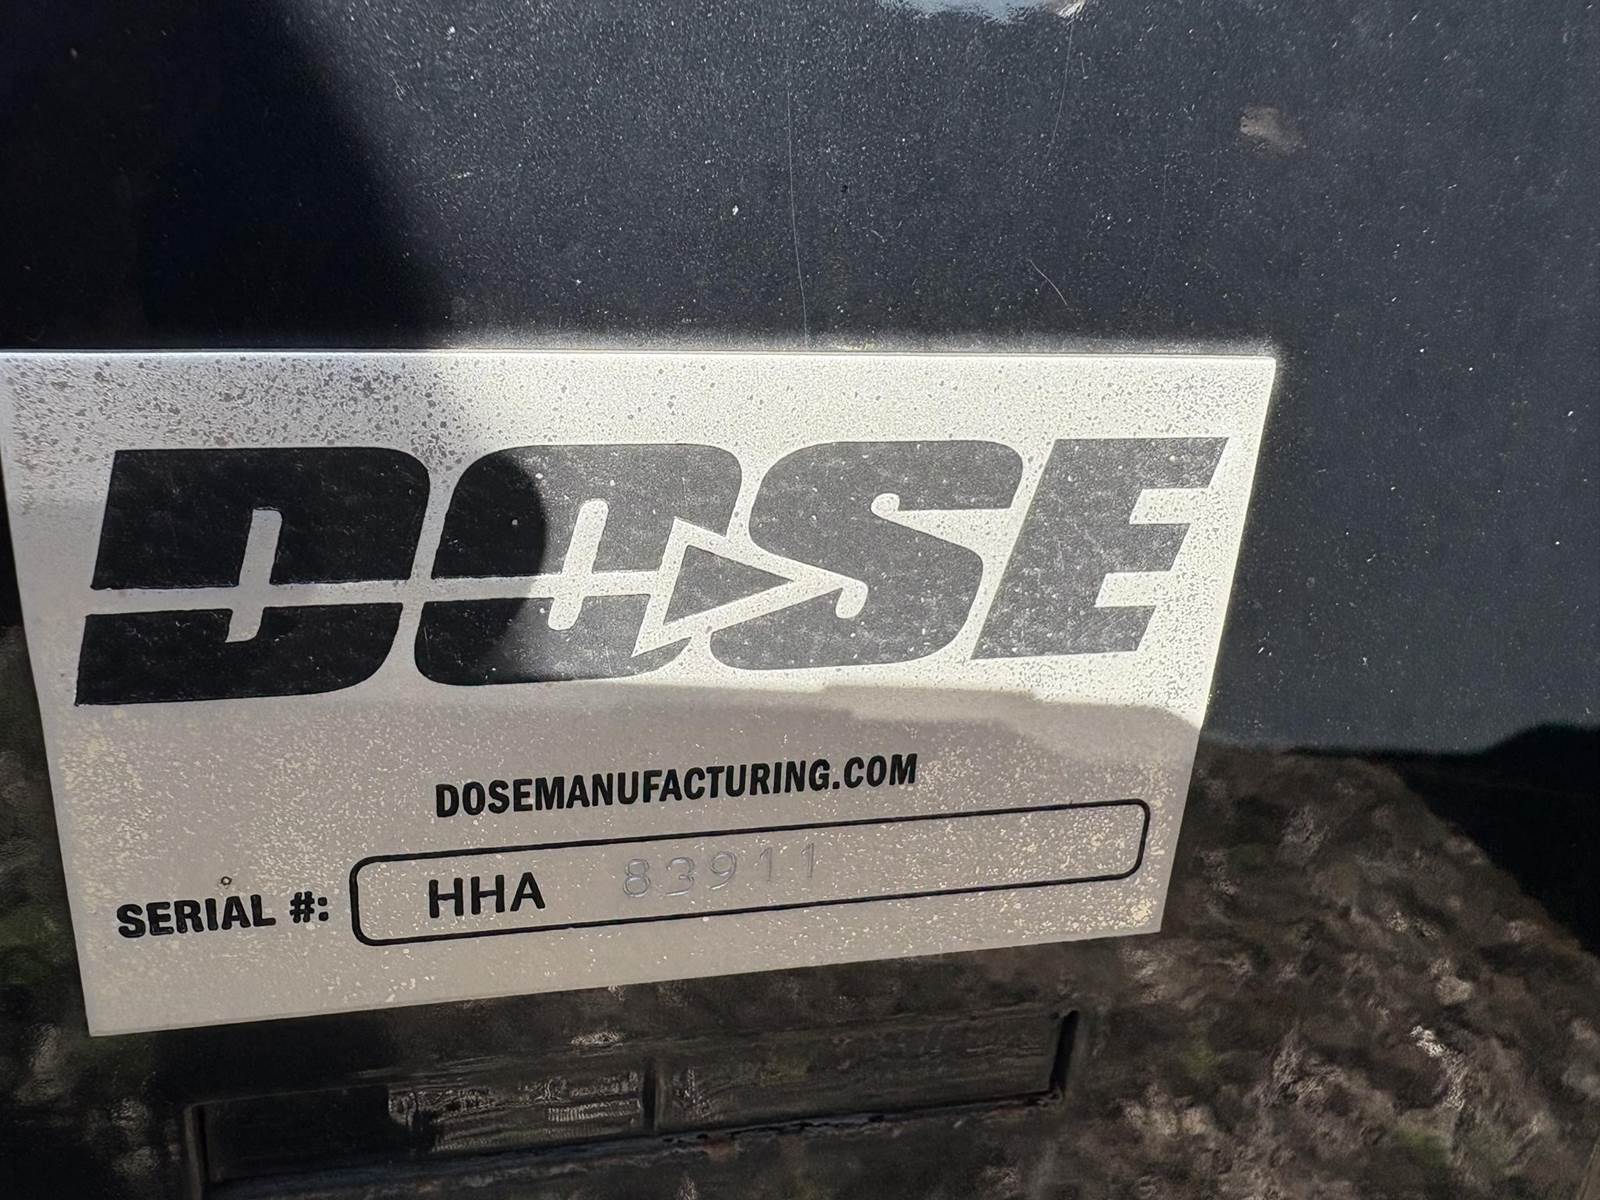 DOSE
DOSEMANUFACTURING.COM
SERIAL #: HHA 83911